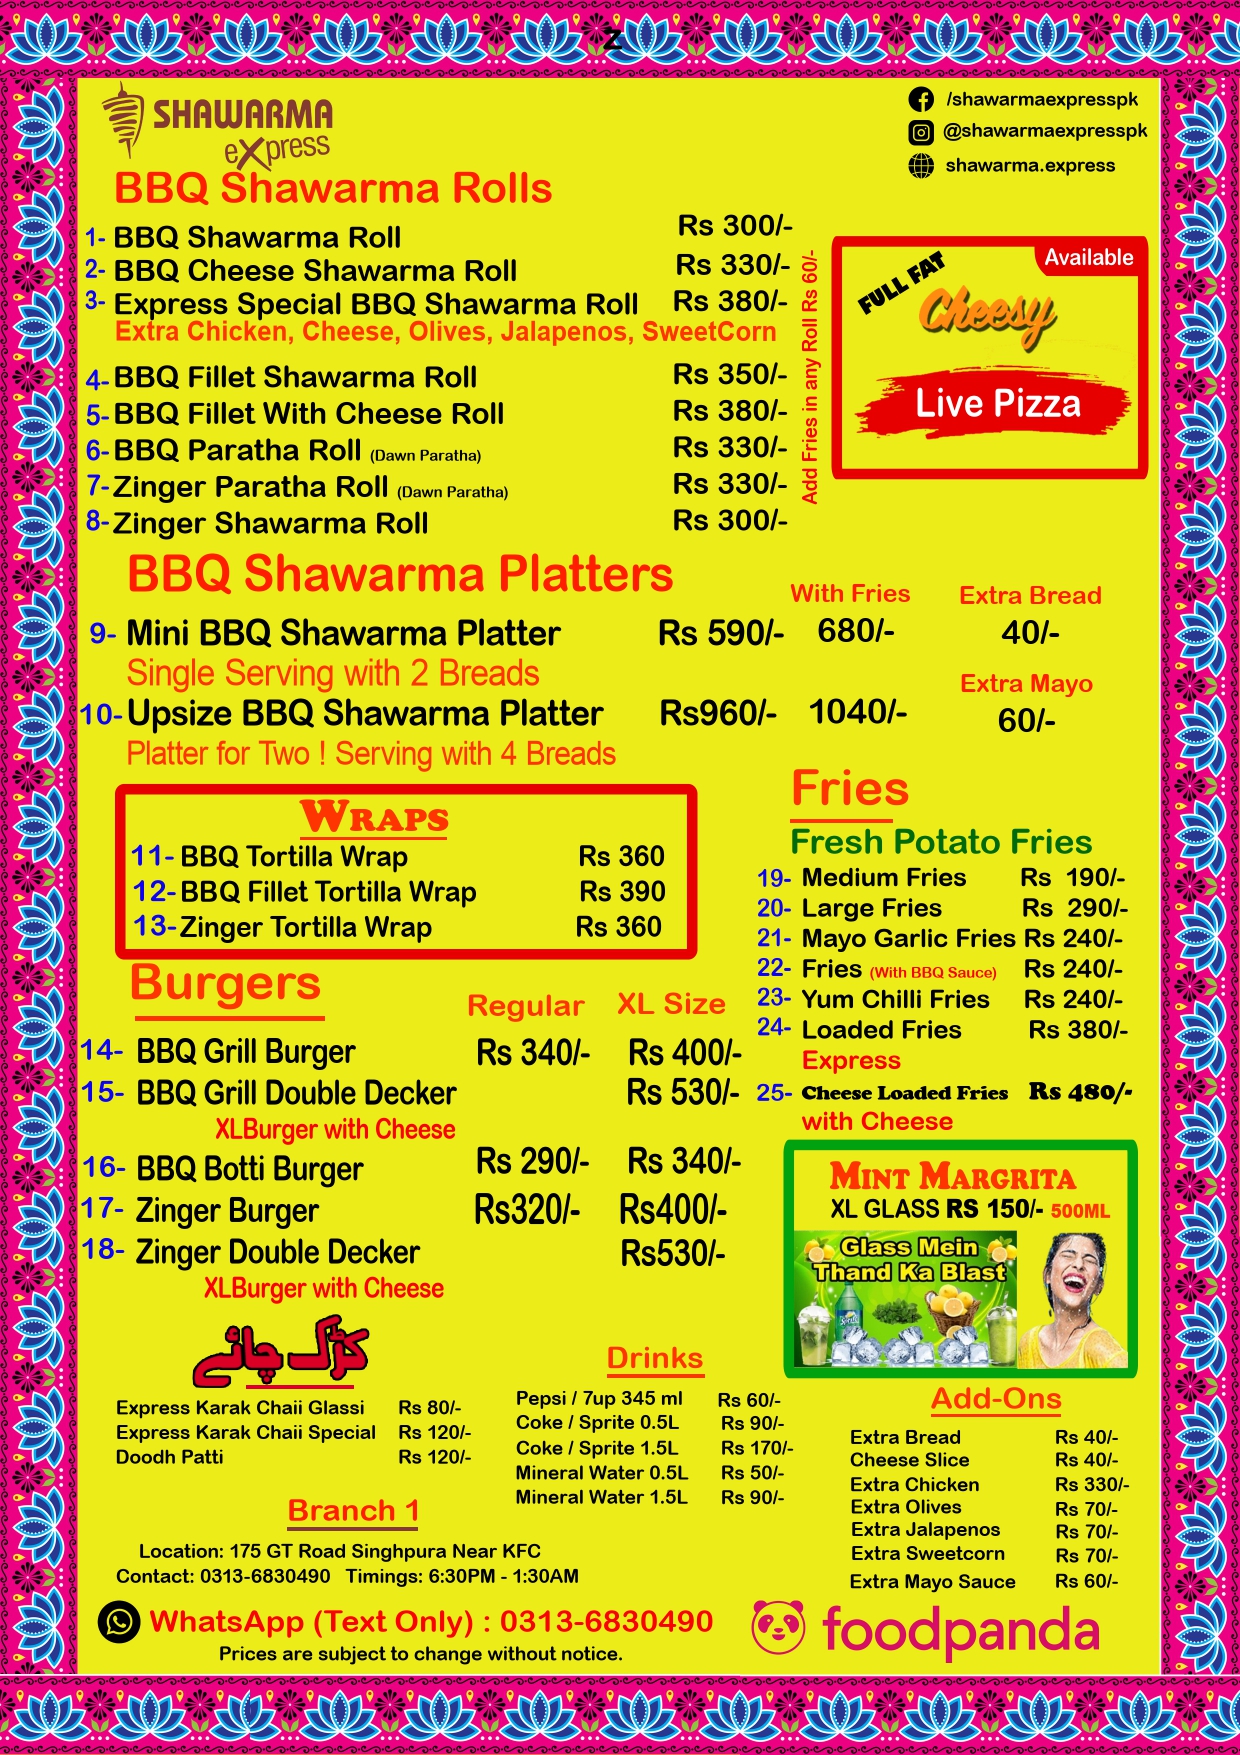 z
SHAWARMA
eXpress
/shawarmaexpresspk
@shawarmaexpresspk
shawarma.express
BBQ Shawarma Rolls
1- BBQ Shawarma Roll Rs 300/-
2- BBQ Cheese Shawarma Roll Rs 330/-
3- Express Special BBQ Shawarma Roll Rs 380/-
Extra Chicken, Cheese, Olives, Jalapenos, SweetCorn
4- BBQ Fillet Shawarma Roll Rs 350/-
5- BBQ Fillet With Cheese Roll Rs 380/-
6- BBQ Paratha Roll (Dawn Paratha) Rs 330/-
7- Zinger Paratha Roll (Dawn Paratha) Rs 330/-
8- Zinger Shawarma Roll Rs 300/-
Add Fries in any Roll Rs 60/-
Available
FULL FAT
Cheesy
Live Pizza
BBQ Shawarma Platters
With Fries Extra Bread
9- Mini BBQ Shawarma Platter Rs 590/- 680/- 40/-
Single Serving with 2 Breads
Extra Mayo
10- Upsize BBQ Shawarma Platter Rs960/- 1040/- 60/-
Platter for Two ! Serving with 4 Breads
WRAPS
11- BBQ Tortilla Wrap Rs 360
12- BBQ Fillet Tortilla Wrap Rs 390
13- Zinger Tortilla Wrap Rs 360
Fries
Fresh Potato Fries
19- Medium Fries Rs 190/-
20- Large Fries Rs 290/-
21- Mayo Garlic Fries Rs 240/-
22- Fries (With BBQ Sauce) Rs 240/-
23- Yum Chilli Fries Rs 240/-
24- Loaded Fries Rs 380/-
Express
25- Cheese Loaded Fries Rs 480/-
with Cheese
Burgers
Regular XL Size
14- BBQ Grill Burger Rs 340/- Rs 400/-
15- BBQ Grill Double Decker Rs 530/-
XLBurger with Cheese
16- BBQ Botti Burger Rs 290/- Rs 340/-
17- Zinger Burger Rs320/- Rs400/-
18- Zinger Double Decker Rs530/-
XLBurger with Cheese
MINT MARGRITA
XL GLASS RS 150/- 500ML
Glass Mein
Thand Ka Blast
Sprite
کڑک چائے
Express Karak Chaii Glassi Rs 80/-
Express Karak Chaii Special Rs 120/-
Doodh Patti Rs 120/-
Drinks
Pepsi / 7up 345 ml Rs 60/-
Coke / Sprite 0.5L Rs 90/-
Coke / Sprite 1.5L Rs 170/-
Mineral Water 0.5L Rs 50/-
Mineral Water 1.5L Rs 90/-
Add-Ons
Extra Bread Rs 40/-
Cheese Slice Rs 40/-
Extra Chicken Rs 330/-
Extra Olives Rs 70/-
Extra Jalapenos Rs 70/-
Extra Sweetcorn Rs 70/-
Extra Mayo Sauce Rs 60/-
Branch 1
Location: 175 GT Road Singhpura Near KFC
Contact: 0313-6830490 Timings: 6:30PM - 1:30AM
WhatsApp (Text Only) : 0313-6830490
Prices are subject to change without notice.
foodpanda